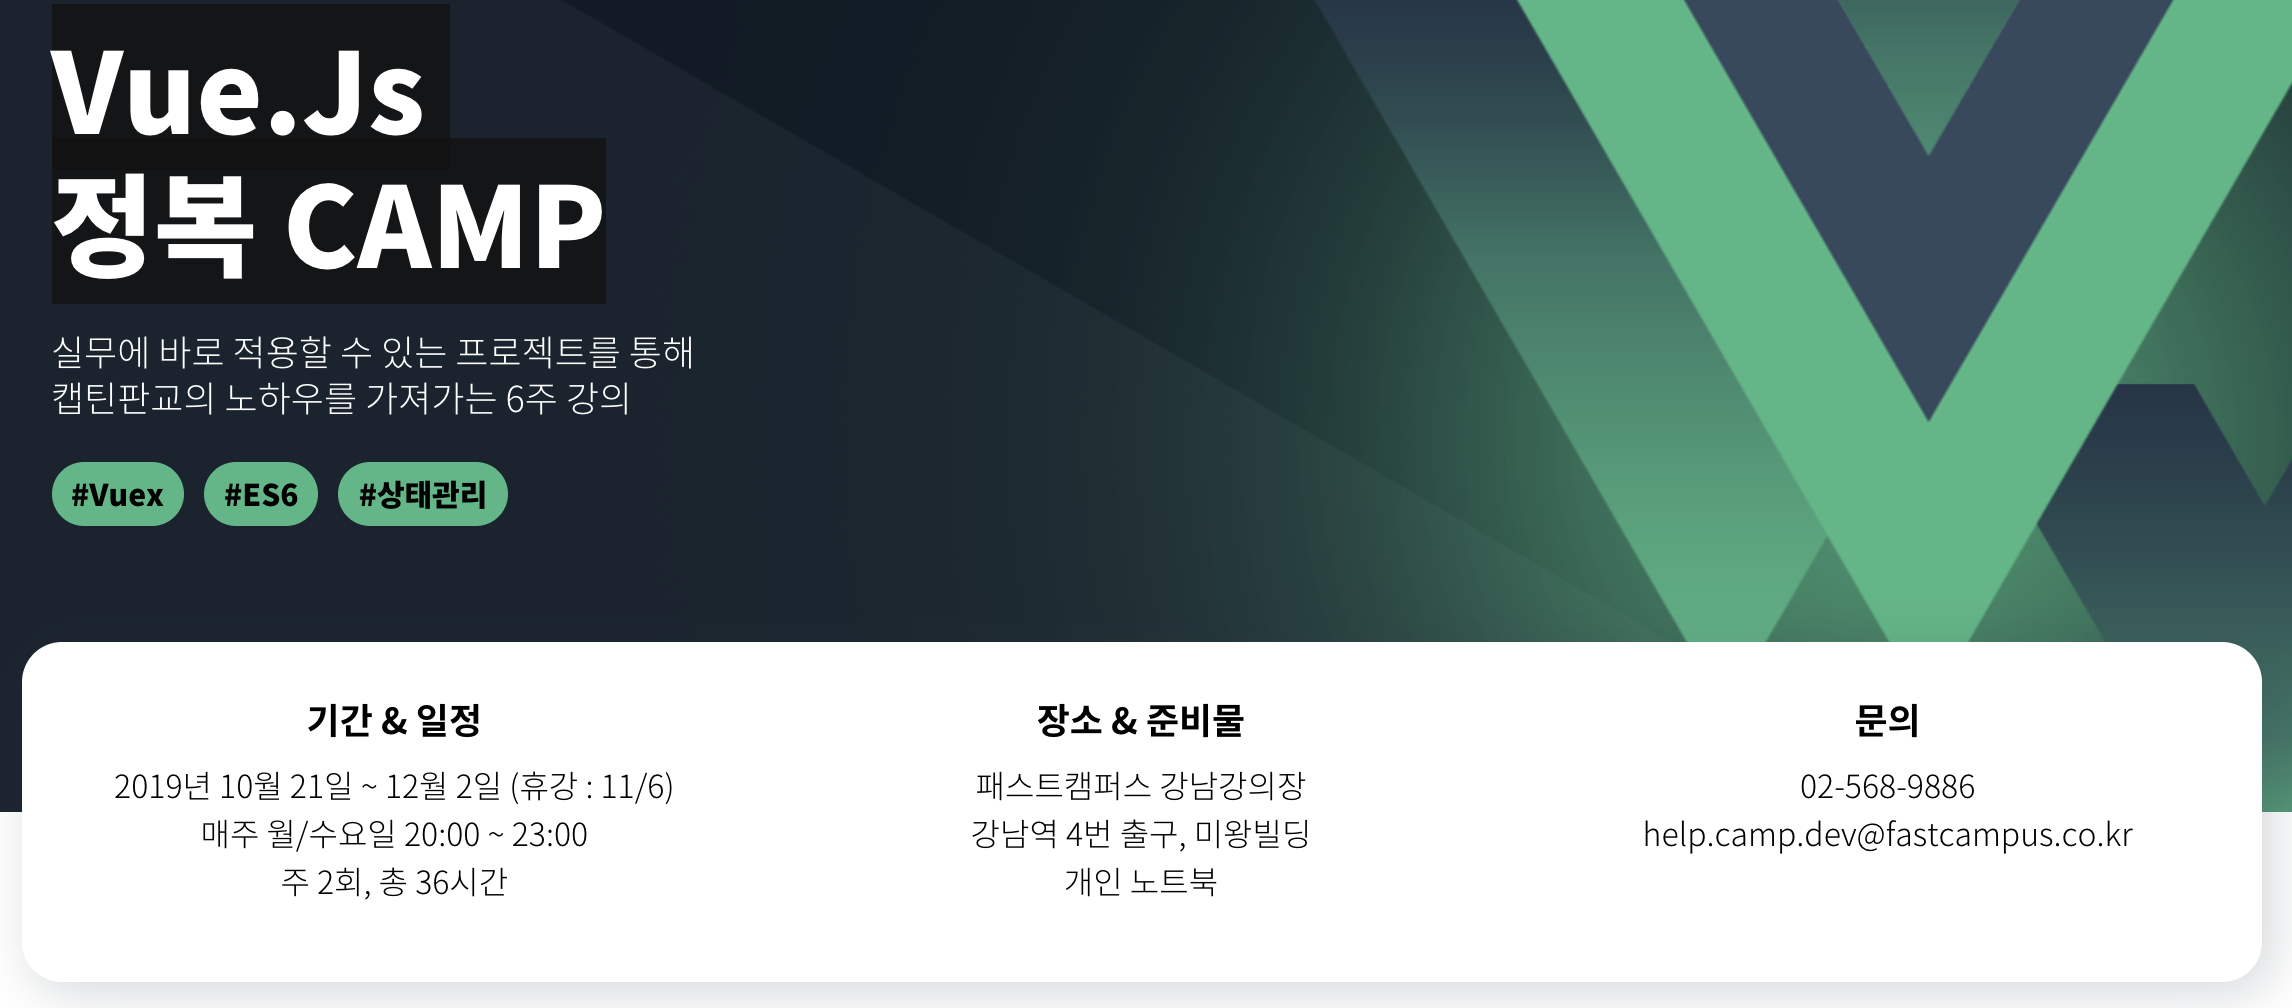 Vue.Js
정복 CAMP
실무에 바로 적용할 수 있는 프로젝트를 통해
캡틴판교의 노하우를 가져가는 6주 강의
#Vuex #ES6 #상태관리
기간 & 일정
2019년 10월 21일 ~ 12월 2일 (휴강 : 11/6)
매주 월/수요일 20:00 ~ 23:00
주 2회, 총 36시간
장소 & 준비물
패스트캠퍼스 강남강의장
강남역 4번 출구, 미왕빌딩
개인 노트북
문의
02-568-9886
help.camp.dev@fastcampus.co.kr